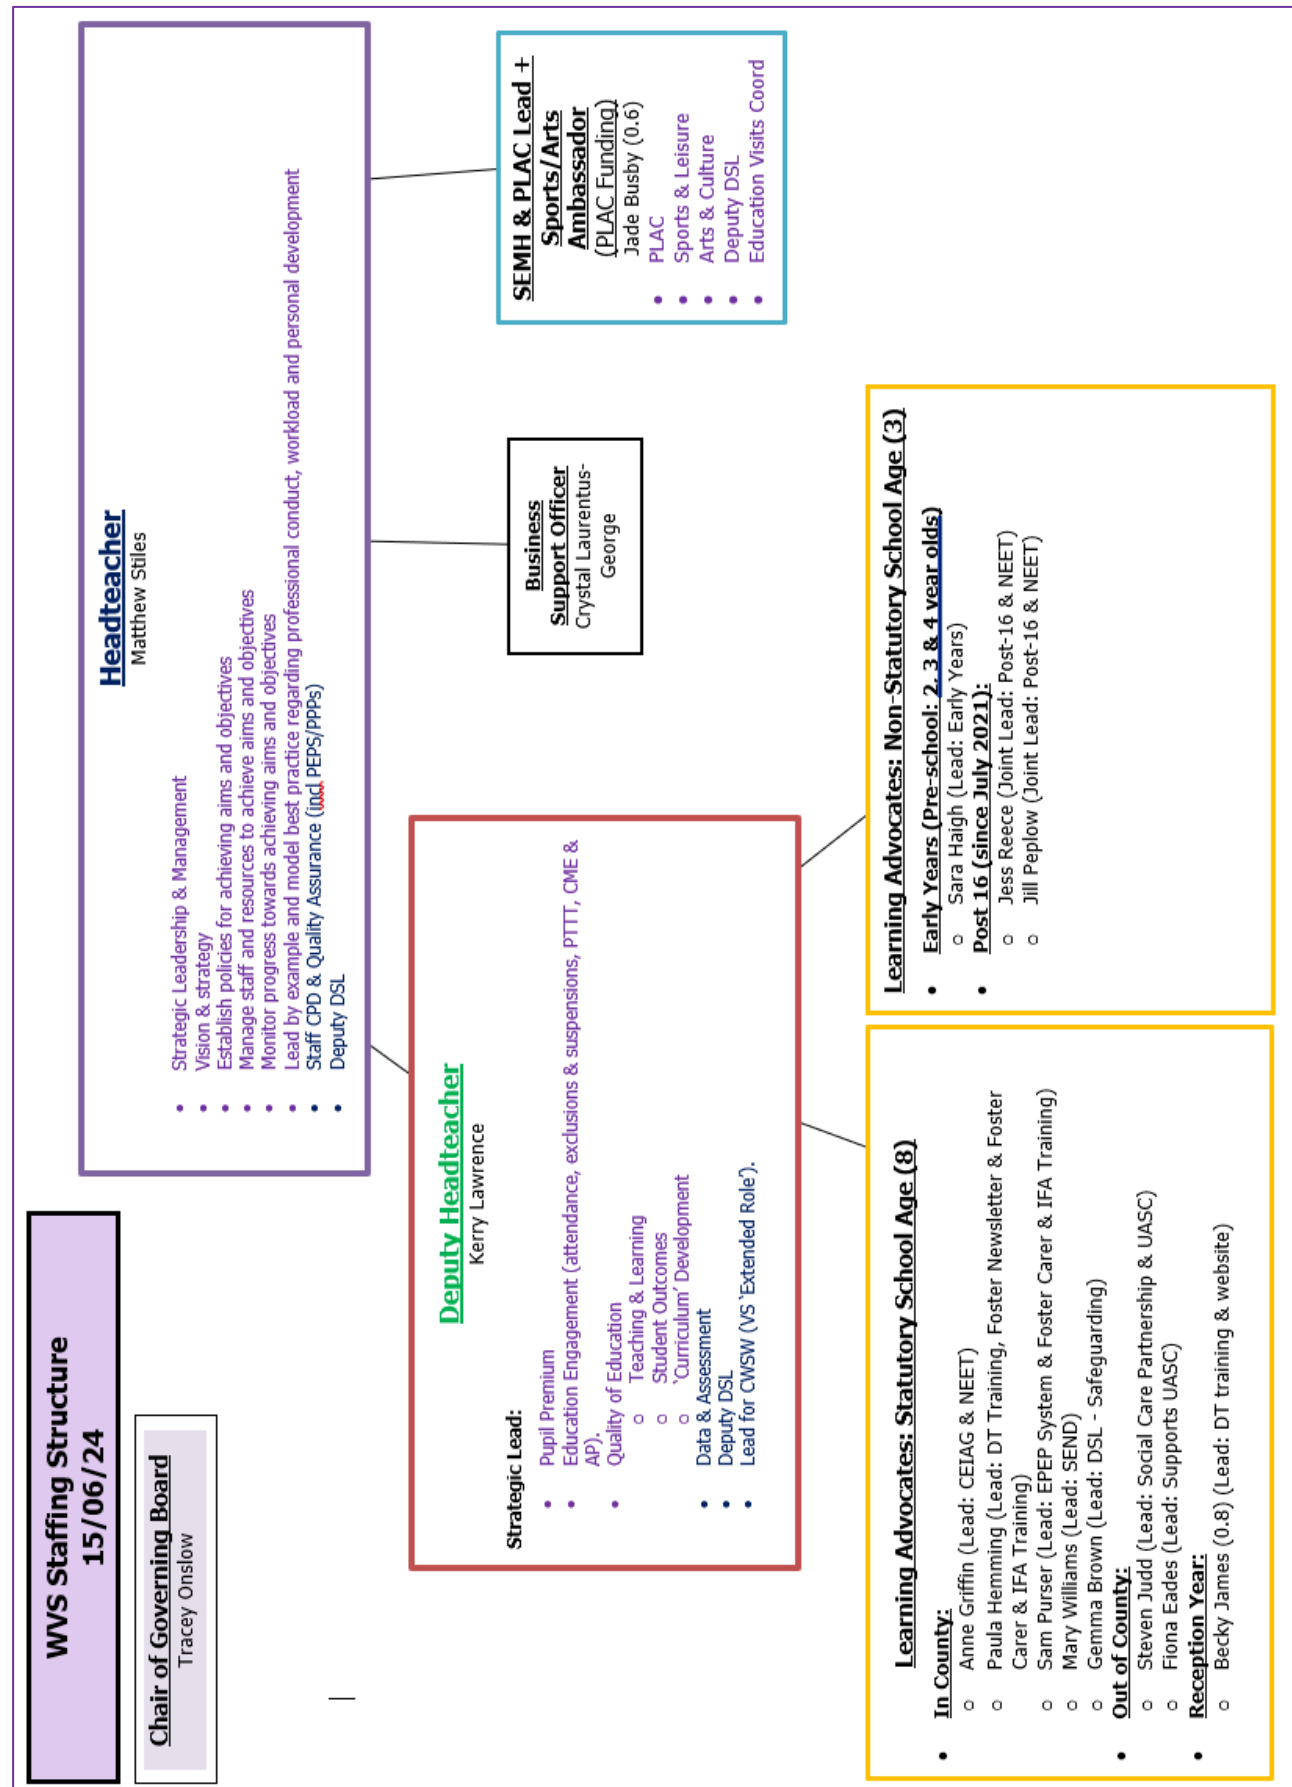 WVS Staffing Structure
15/06/24
Chair of Governing Board
Tracey Onslow
Headteacher
Matthew Stiles
• Strategic Leadership & Management
• Vision & strategy
• Establish policies for achieving aims and objectives
• Manage staff and resources to achieve aims and objectives
• Monitor progress towards achieving aims and objectives
• Lead by example and model best practice regarding professional conduct, workload and personal development
• Staff CPD & Quality Assurance (incl PEPS/PPPs)
• Deputy DSL
Deputy Headteacher
Kerry Lawrence
Strategic Lead:
• Pupil Premium
• Education Engagement (attendance, exclusions & suspensions, PTTT, CME &
AP).
• Quality of Education
o Teaching & Learning
o Student Outcomes
o 'Curriculum' Development
• Data & Assessment
• Deputy DSL
• Lead for CWSW (VS 'Extended Role').
Business
Support Officer
Crystal Laurentus-
George
SEMH & PLAC Lead +
Sports/Arts
Ambassador
(PLAC Funding)
Jade Busby (0.6)
• PLAC
• Sports & Leisure
• Arts & Culture
• Deputy DSL
• Education Visits Coord
Learning Advocates: Statutory School Age (8)
• In County:
o Anne Griffin (Lead: CEIAG & NEET)
o Paula Hemming (Lead: DT Training, Foster Newsletter & Foster
Carer & IFA Training)
o Sam Purser (Lead: EPEP System & Foster Carer & IFA Training)
o Mary Williams (Lead: SEND)
o Gemma Brown (Lead: DSL - Safeguarding)
• Out of County:
o Steven Judd (Lead: Social Care Partnership & UASC)
o Fiona Eades (Lead: Supports UASC)
• Reception Year:
o Becky James (0.8) (Lead: DT training & website)
Learning Advocates: Non-Statutory School Age (3)
• Early Years (Pre-school: 2, 3 & 4 year olds)
o Sara Haigh (Lead: Early Years)
• Post 16 (since July 2021):
o Jess Reece (Joint Lead: Post-16 & NEET)
o Jill Peplow (Joint Lead: Post-16 & NEET)